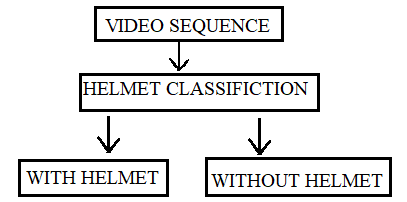 VIDEO SEQUENCE
HELMET CLASSIFICTION
WITH HELMET
WITHOUT HELMET